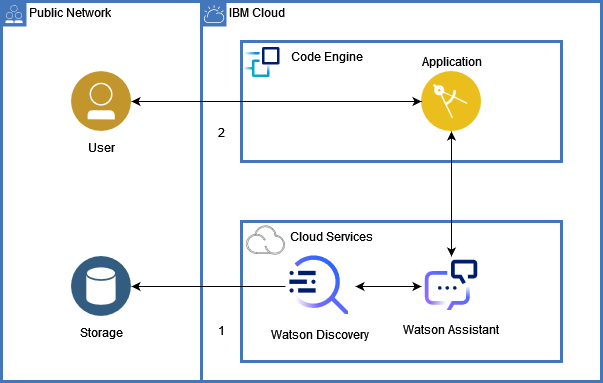 Public Network
IBM Cloud
Code Engine
Application
User
2
Cloud Services
Storage
1
Watson Discovery
Watson Assistant